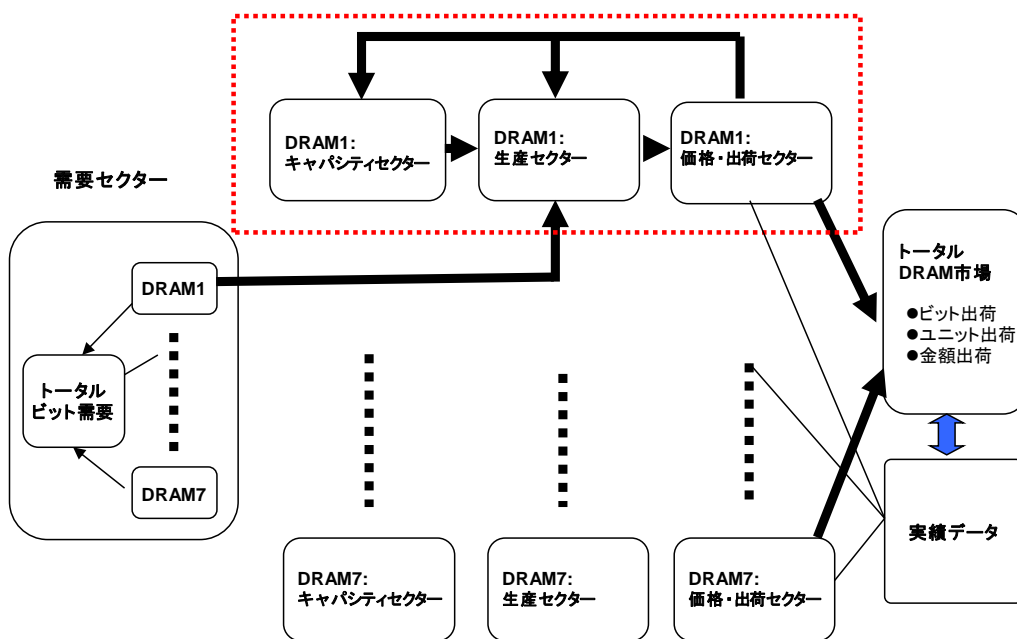 DRAM1:
キャパシティセクター
DRAM1:
生産セクター
DRAM1:
価格・出荷セクター
需要セクター
DRAM1
トータル
ビット需要
DRAM7
トータル
DRAM市場
●ビット出荷
●ユニット出荷
●金額出荷
実績データ
DRAM7:
キャパシティセクター
DRAM7:
生産セクター
DRAM7:
価格・出荷セクター